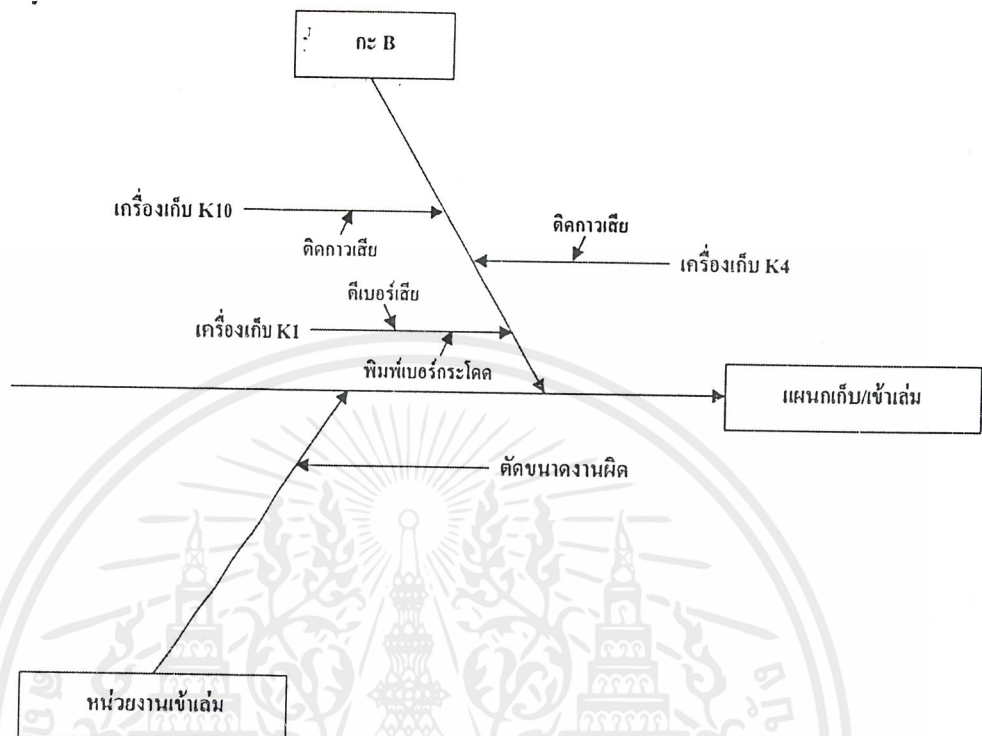 กะ B
เครื่องเก็บ K10
ติดกาวเสีย
ติดกาวเสีย
เครื่องเก็บ K4
ตีเบอร์เสีย
เครื่องเก็บ K1
พิมพ์เบอร์กระโดด
แผนกเก็บ/เข้าเล่ม
ตัดขนาดงานผิด
หน่วยงานเข้าเล่ม